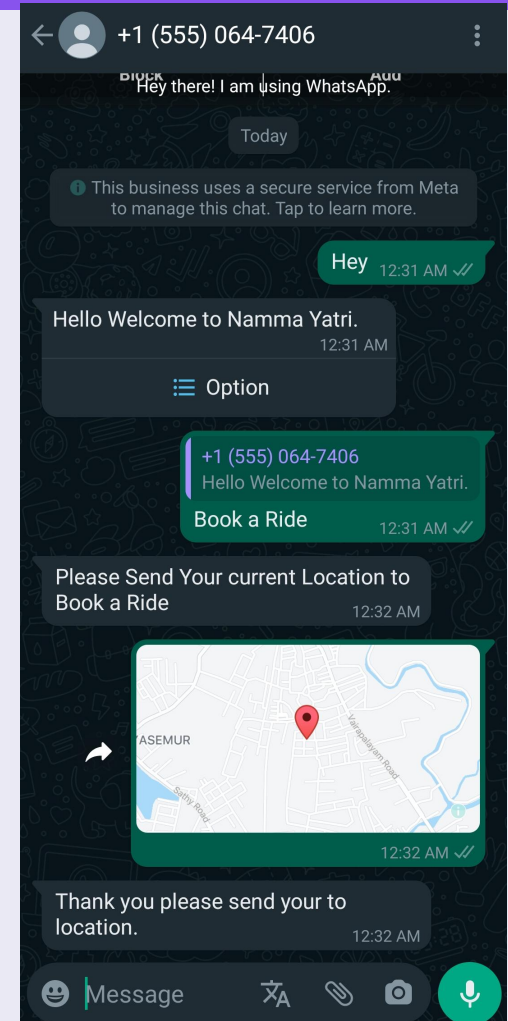 +1 (555) 064-7406
Block
Add
Hey there! I am using WhatsApp.
Today
This business uses a secure service from Meta
to manage this chat. Tap to learn more.
Hey 12:31 AM
Hello Welcome to Namma Yatri.
12:31 AM
Option
+1 (555) 064-7406
Hello Welcome to Namma Yatri.
Book a Ride 12:31 AM
Please Send Your current Location to
Book a Ride 12:32 AM
ASEMUR
Vairapalayam Road
Sathy Road
12:32 AM
Thank you please send your to
location. 12:32 AM
Message